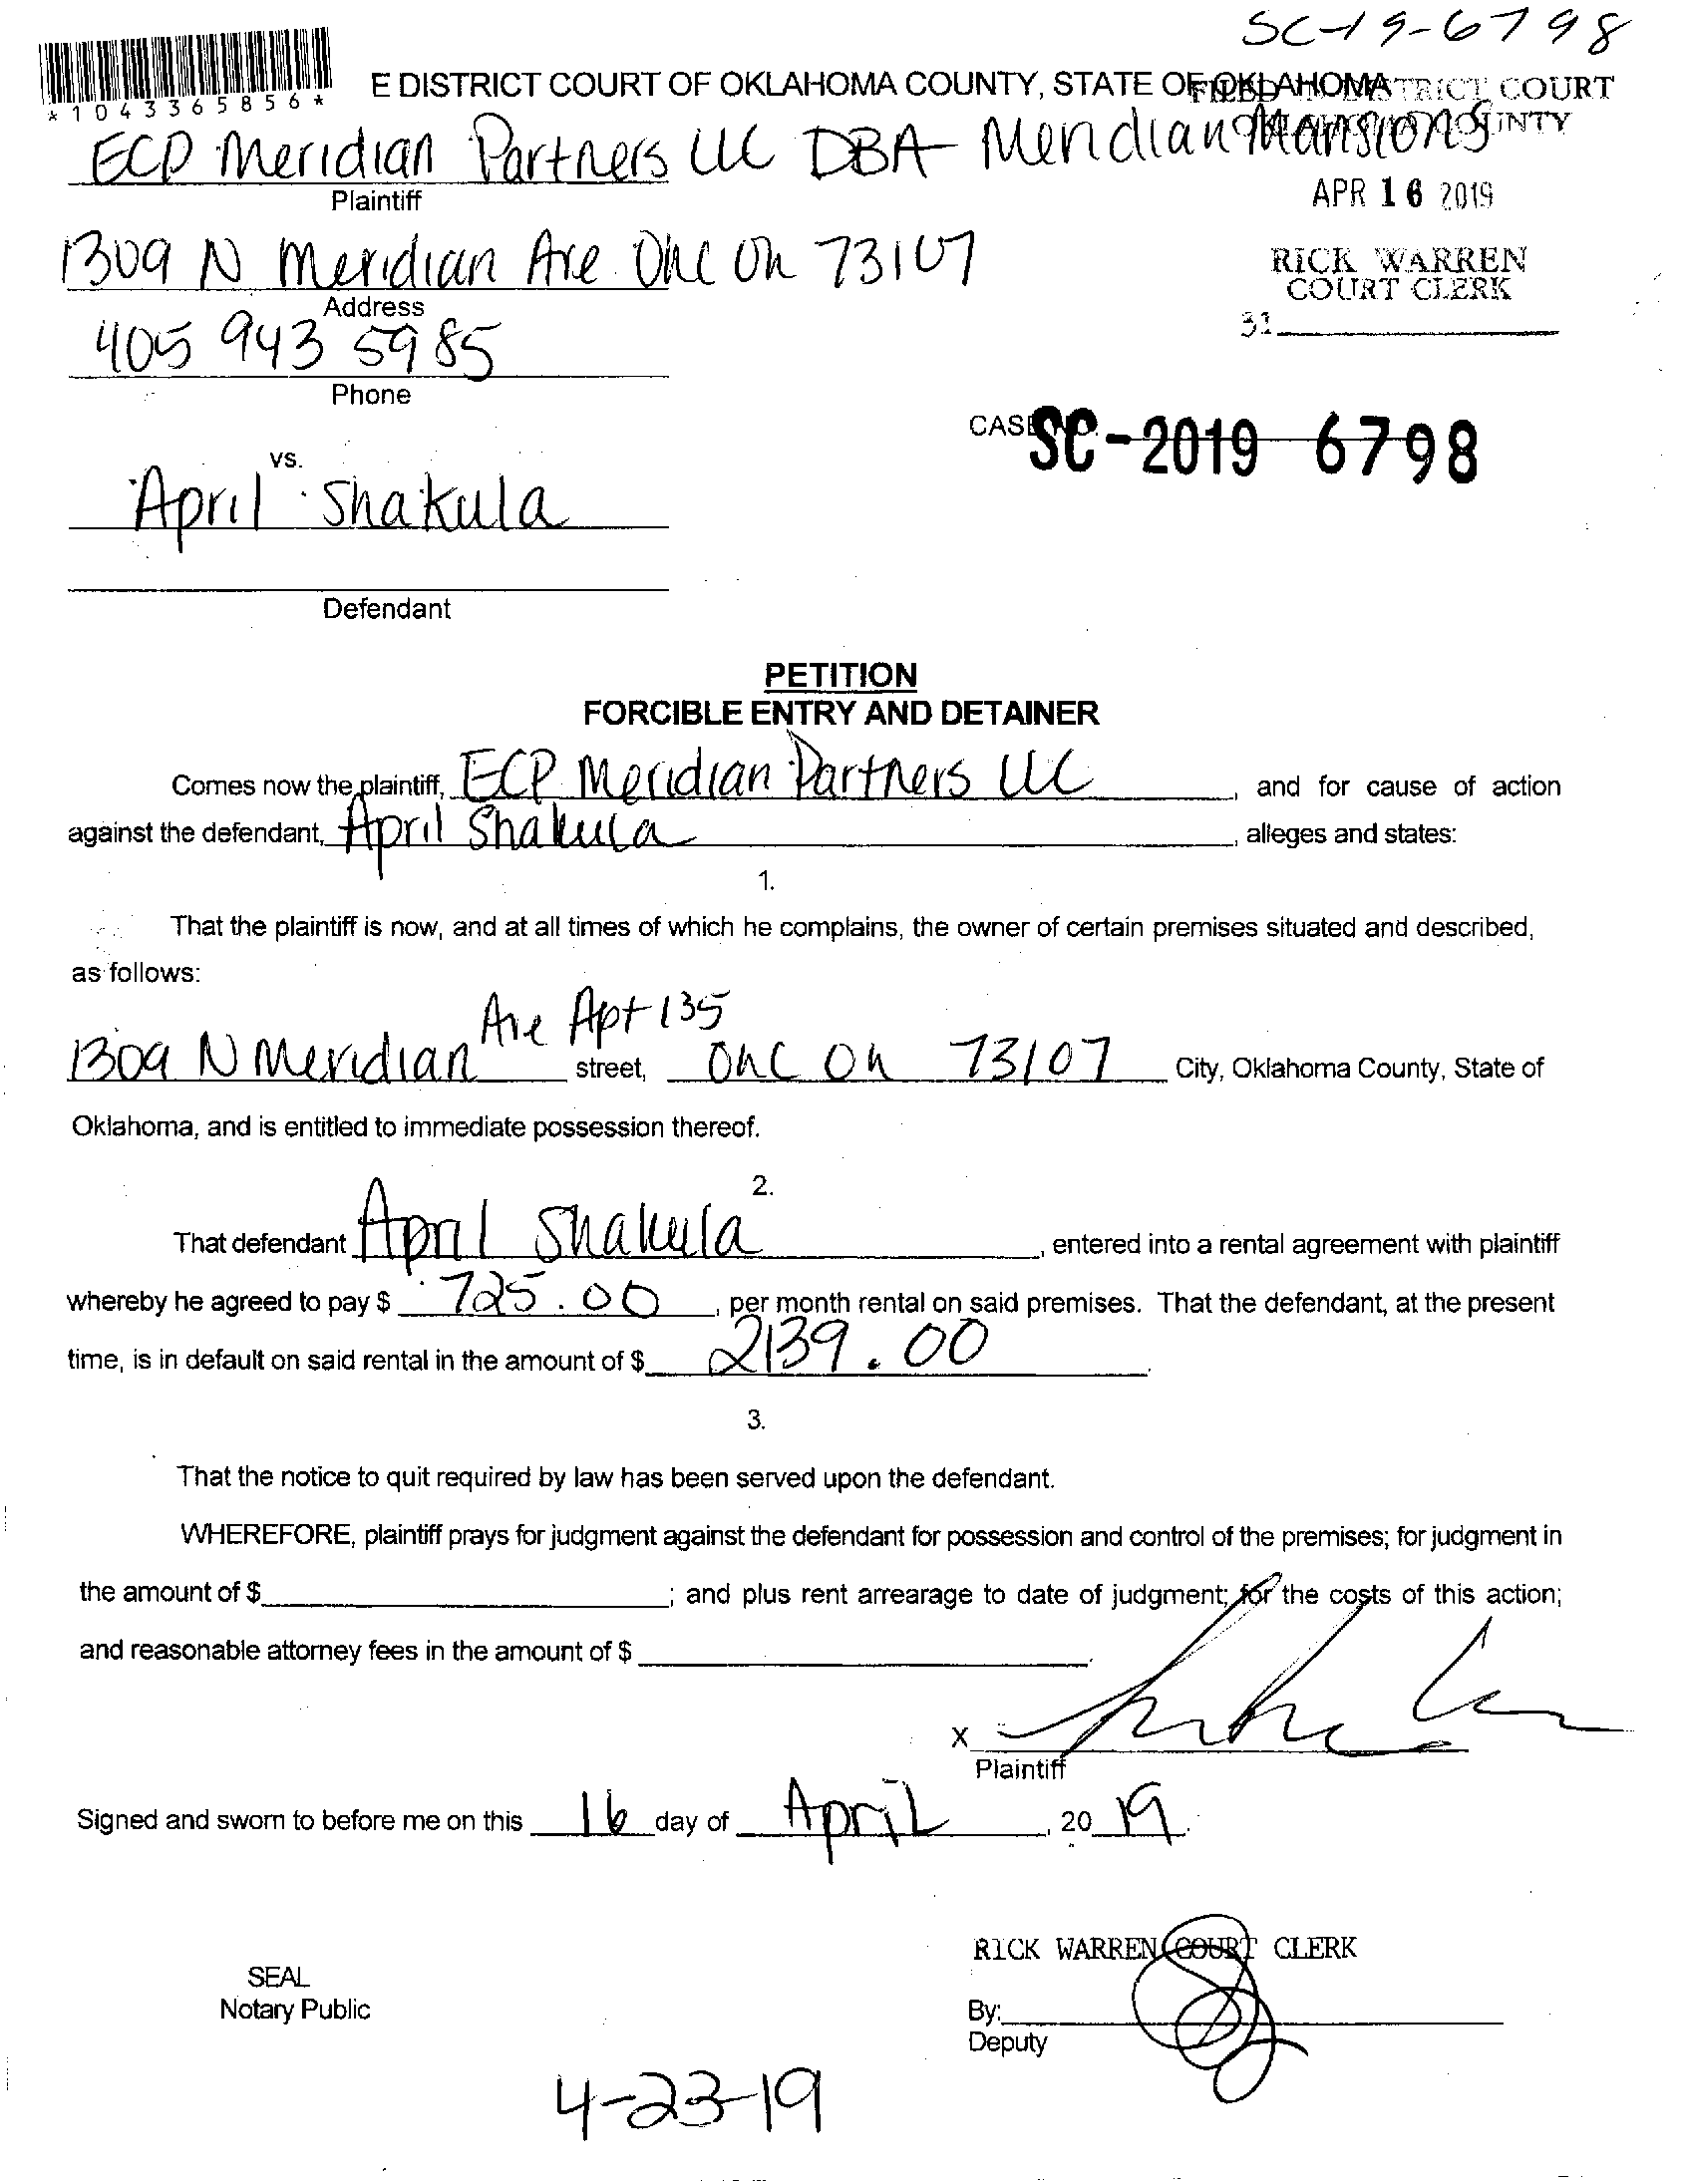 SC-19-6798
*1043365856*
E DISTRICT COURT OF OKLAHOMA COUNTY, STATE OF OKLAHOMA
FILED IN DISTRICT COURT
OKLAHOMA COUNTY
ECP Meridian Partners LLC DBA Meridian Mansions
Plaintiff
APR 16 2019
1309 N Meridian Ave OKC OK 73107
Address
RICK WARREN
COURT CLERK
31
405 943 5985
Phone
CASE NO. SC-2019 6798
vs.
April Shakula
Defendant
PETITION
FORCIBLE ENTRY AND DETAINER
Comes now the plaintiff, ECP Meridian Partners LLC, and for cause of action
against the defendant, April Shakula, alleges and states:
1.
That the plaintiff is now, and at all times of which he complains, the owner of certain premises situated and described,
as follows:
1309 N Meridian Ave Apt 135 street, OKC OK 73107 City, Oklahoma County, State of
Oklahoma, and is entitled to immediate possession thereof.
2.
That defendant April Shakula, entered into a rental agreement with plaintiff
whereby he agreed to pay $ 725.00, per month rental on said premises. That the defendant, at the present
time, is in default on said rental in the amount of $ 2139.00.
3.
That the notice to quit required by law has been served upon the defendant.
WHEREFORE, plaintiff prays for judgment against the defendant for possession and control of the premises; for judgment in
the amount of $ ; and plus rent arrearage to date of judgment; for the costs of this action;
and reasonable attorney fees in the amount of $ .
X
Plaintiff
Signed and sworn to before me on this 16 day of April, 20 19.
RICK WARREN COURT CLERK
SEAL
Notary Public
By:
Deputy
4-23-19